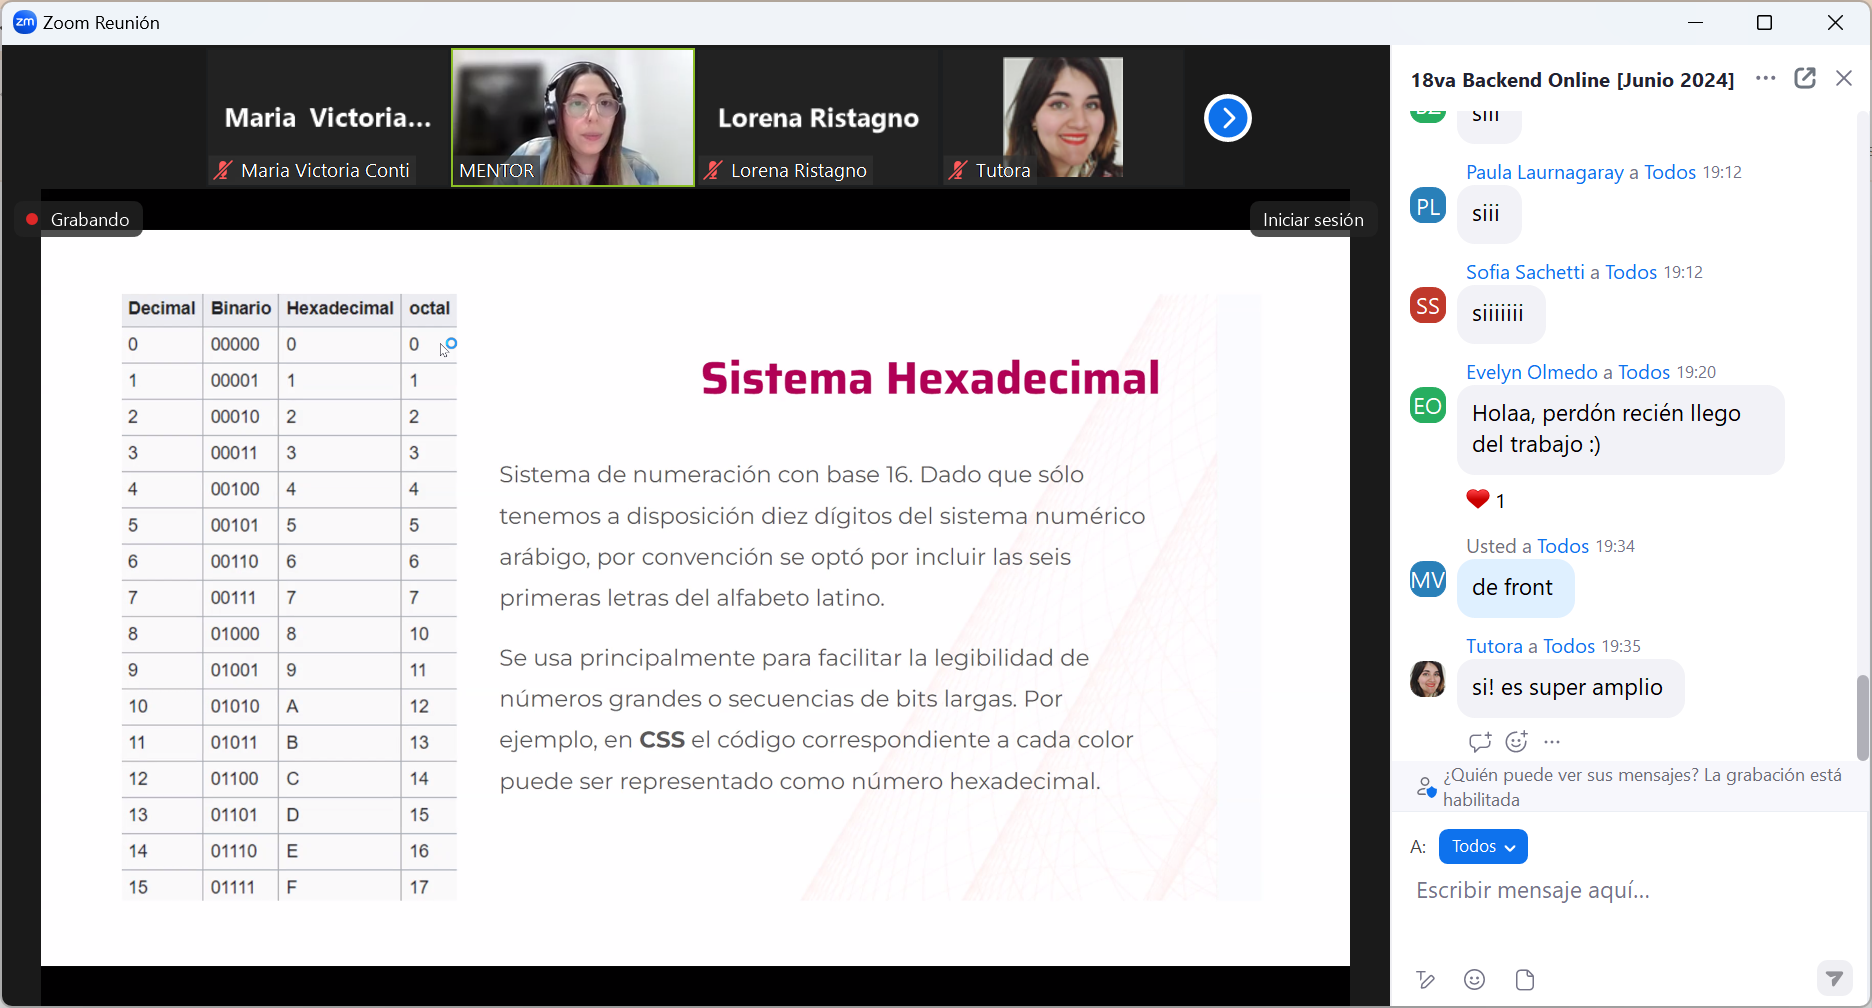 zm Zoom Reunión
Maria Victoria...
Maria Victoria Conti
MENTOR
Lorena Ristagno
Lorena Ristagno
Tutora
Grabando
Iniciar sesión
Decimal Binario Hexadecimal octal
0 00000 0 0
1 00001 1 1
2 00010 2 2
3 00011 3 3
4 00100 4 4
5 00101 5 5
6 00110 6 6
7 00111 7 7
8 01000 8 10
9 01001 9 11
10 01010 A 12
11 01011 B 13
12 01100 C 14
13 01101 D 15
14 01110 E 16
15 01111 F 17
Sistema Hexadecimal
Sistema de numeración con base 16. Dado que sólo
tenemos a disposición diez dígitos del sistema numérico
arábigo, por convención se optó por incluir las seis
primeras letras del alfabeto latino.
Se usa principalmente para facilitar la legibilidad de
números grandes o secuencias de bits largas. Por
ejemplo, en CSS el código correspondiente a cada color
puede ser representado como número hexadecimal.
18va Backend Online [Junio 2024]
siii
Paula Laurnagaray a Todos 19:12
PL
siii
Sofia Sachetti a Todos 19:12
SS
siiiiiii
Evelyn Olmedo a Todos 19:20
EO
Holaa, perdón recién llego
del trabajo :)
1
Usted a Todos 19:34
MV
de front
Tutora a Todos 19:35
si! es super amplio
¿Quién puede ver sus mensajes? La grabación está
habilitada
A: Todos
Escribir mensaje aquí...